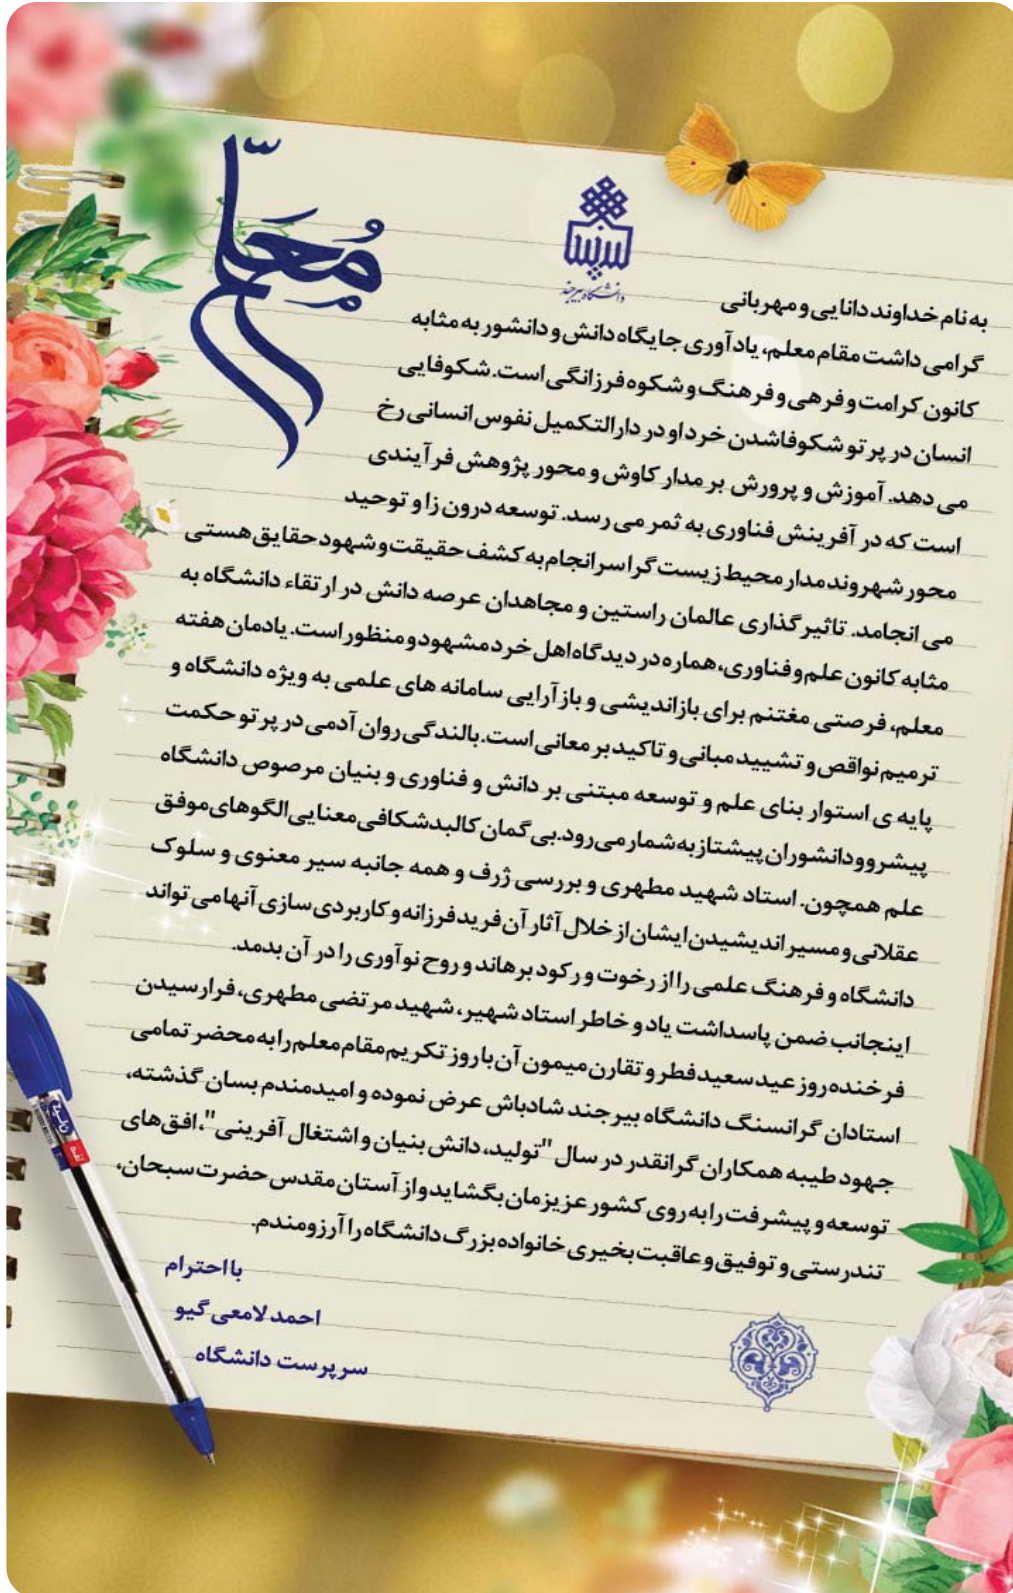 معلّم
دانشگاه بیرجند
به نام خداوند دانایی و مهربانی
گرامی داشت مقام معلم، یادآوری جایگاه دانش و دانشور به مثابه
کانون کرامت و فرهی و فرهنگ و شکوه فرزانگی است. شکوفایی
انسان در پرتو شکوفا شدن خرد او در دارالتکمیل نفوس انسانی رخ
می دهد. آموزش و پرورش بر مدار کاوش و محور پژوهش فرآیندی
است که در آفرینش فناوری به ثمر می رسد. توسعه درون زا و توحید
محور شهروندمدار محیط زیست گرا سرانجام به کشف حقیقت و شهود حقایق هستی
می انجامد. تاثیرگذاری عالمان راستین و مجاهدان عرصه دانش در ارتقاء دانشگاه به
مثابه کانون علم و فناوری، هماره در دیدگاه اهل خرد مشهود و منظور است. یادمان هفته
معلم، فرصتی مغتنم برای بازاندیشی و بازآرایی سامانه های علمی به ویژه دانشگاه و
ترمیم نواقص و تشیید مبانی و تاکید بر معانی است. بالندگی روان آدمی در پرتو حکمت
پایه ی استوار بنای علم و توسعه مبتنی بر دانش و فناوری و بنیان مرصوص دانشگاه
پیشرو و دانشوران پیشتاز به شمار می رود. بی گمان کالبدشکافی معنایی الگوهای موفق
علم همچون. استاد شهید مطهری و بررسی ژرف و همه جانبه سیر معنوی و سلوک
عقلانی و مسیر اندیشیدن ایشان از خلال آثار آن فرید فرزانه و کاربردی سازی آنها می تواند
دانشگاه و فرهنگ علمی را از رخوت و رکود برهاند و روح نوآوری را در آن بدمد.
اینجانب ضمن پاسداشت یاد و خاطر استاد شهیر، شهید مرتضی مطهری، فرارسیدن
فرخنده روز عید سعید فطر و تقارن میمون آن با روز تکریم مقام معلم را به محضر تمامی
استادان گرانسنگ دانشگاه بیرجند شادباش عرض نموده و امیدمندم بسان گذشته،
جهود طیبه همکاران گرانقدر در سال "تولید، دانش بنیان و اشتغال آفرینی"، افق های
توسعه و پیشرفت را به روی کشور عزیزمان بگشاید و از آستان مقدس حضرت سبحان،
تندرستی و توفیق و عاقبت بخیری خانواده بزرگ دانشگاه را آرزومندم.
با احترام
احمد لامعی گیو
سرپرست دانشگاه